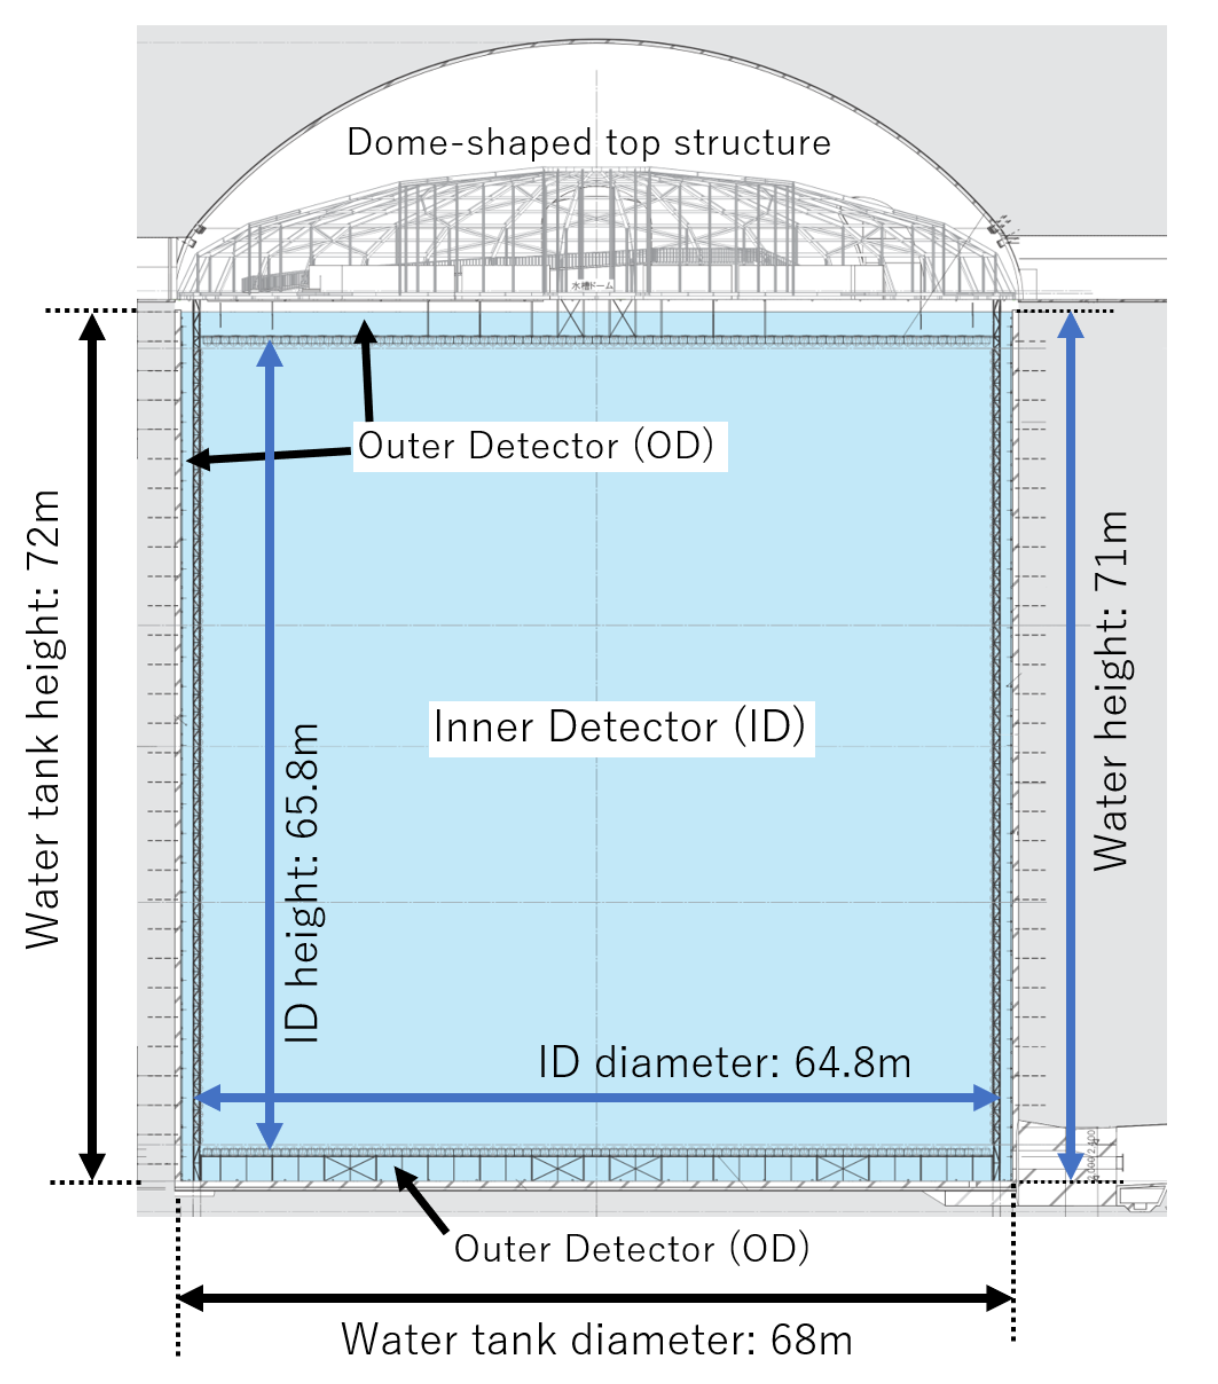 Dome-shaped top structure
水槽ドーム
Outer Detector (OD)
Water tank height: 72m
Water height: 71m
Inner Detector (ID)
ID height: 65.8m
ID diameter: 64.8m
Outer Detector (OD)
Water tank diameter: 68m